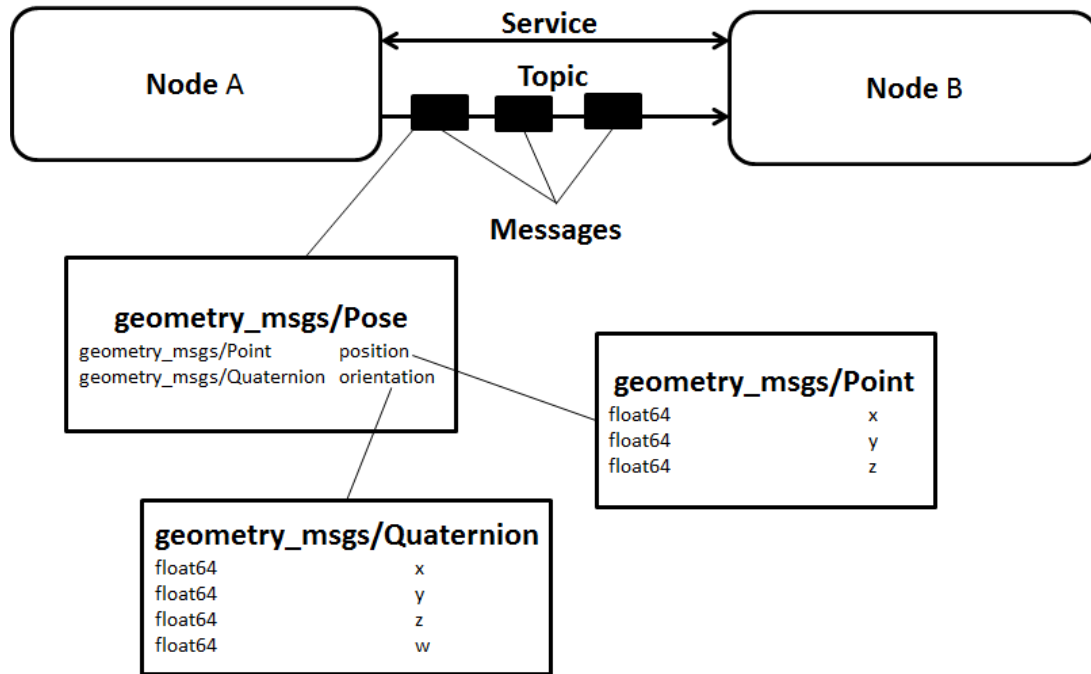 Service
Node A
Topic
Node B
Messages
geometry_msgs/Pose
geometry_msgs/Point position
geometry_msgs/Quaternion orientation
geometry_msgs/Point
float64 x
float64 y
float64 z
geometry_msgs/Quaternion
float64 x
float64 y
float64 z
float64 w